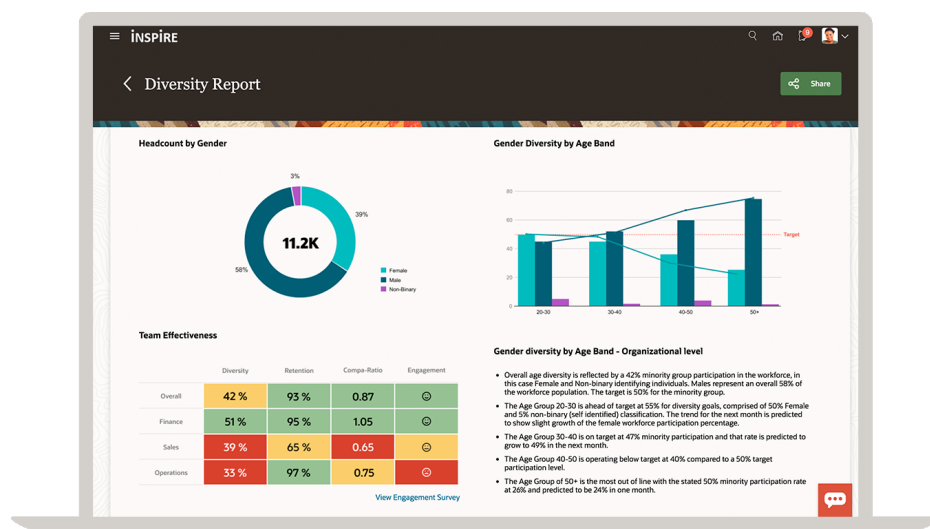 iNSPiRE
9
Diversity Report
Share
Headcount by Gender
3%
39%
58%
11.2K
Female
Male
Non-Binary
Gender Diversity by Age Band
80
60
40
20
0
Target
20-30
30-40
40-50
50+
Team Effectiveness
Diversity Retention Compa-Ratio Engagement
Overall 42 % 93 % 0.87
Finance 51 % 95 % 1.05
Sales 39 % 65 % 0.65
Operations 33 % 97 % 0.75
View Engagement Survey
Gender diversity by Age Band - Organizational level
• Overall age diversity is reflected by a 42% minority group participation in the workforce, in
this case Female and Non-binary identifying individuals. Males represent an overall 58% of
the workforce population. The target is 50% for the minority group.
• The Age Group 20-30 is ahead of target at 55% for diversity goals, comprised of 50% Female
and 5% non-binary (self identified) classification. The trend for the next month is predicted
to show slight growth of the female workforce participation percentage.
• The Age Group 30-40 is on target at 47% minority participation and that rate is predicted to
grow to 49% in the next month.
• The Age Group 40-50 is operating below target at 40% compared to a 50% target
participation level.
• The Age Group of 50+ is the most out of line with the stated 50% minority participation rate
at 26% and predicted to be 24% in one month.